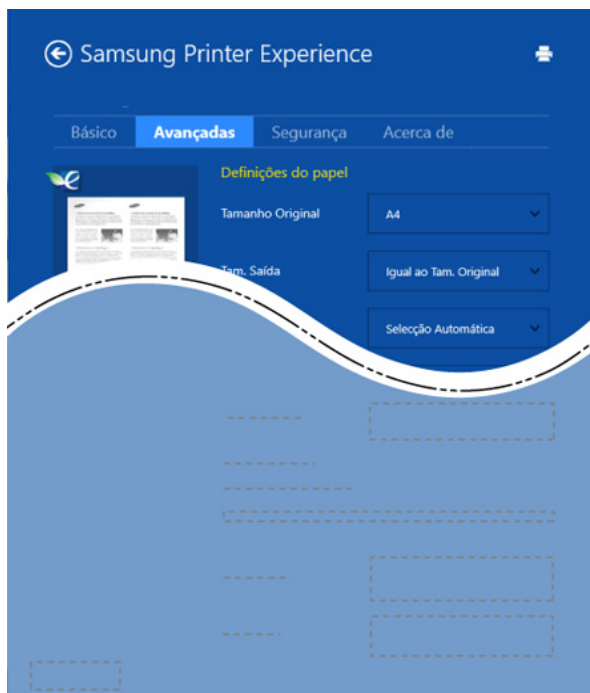 Samsung Printer Experience
Básico Avançadas Segurança Acerca de
Definições do papel
Tamanho Original A4
Tam. Saída Igual ao Tam. Original
Selecção Automática